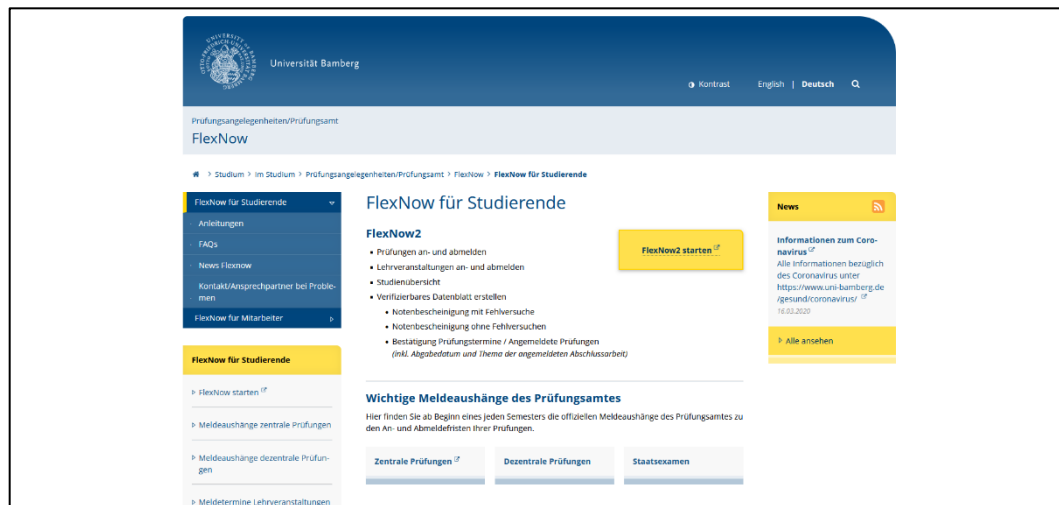 UNIVERSITY OF BAMBERG
OTTO-FRIEDRICH-UNIVERSITÄT BAMBERG
Universität Bamberg
Kontrast
English | Deutsch
Prüfungsangelegenheiten/Prüfungsamt
FlexNow
> Studium > Im Studium > Prüfungsangelegenheiten/Prüfungsamt > FlexNow > FlexNow für Studierende
FlexNow für Studierende
Anleitungen
FAQs
News Flexnow
Kontakt/Ansprechpartner bei Proble-
men
FlexNow für Mitarbeiter
FlexNow für Studierende
FlexNow starten
Meldeaushänge zentrale Prüfungen
Meldeaushänge dezentrale Prüfun-
gen
Meldetermine Lehrveranstaltungen
FlexNow für Studierende
FlexNow2
• Prüfungen an- und abmelden
• Lehrveranstaltungen an- und abmelden
• Studienübersicht
• Verifizierbares Datenblatt erstellen
• Notenbescheinigung mit Fehlversuche
• Notenbescheinigung ohne Fehlversuchen
• Bestätigung Prüfungstermine / Angemeldete Prüfungen
(inkl. Abgabedatum und Thema der angemeldeten Abschlussarbeit)
FlexNow2 starten
Wichtige Meldeaushänge des Prüfungsamtes
Hier finden Sie ab Beginn eines jeden Semesters die offiziellen Meldeaushänge des Prüfungsamtes zu
den An- und Abmeldefristen Ihrer Prüfungen.
Zentrale Prüfungen
Dezentrale Prüfungen
Staatsexamen
News
Informationen zum Coro-
navirus
Alle Informationen bezüglich
des Coronavirus unter
https://www.uni-bamberg.de
/gesund/coronavirus/
16.03.2020
Alle ansehen